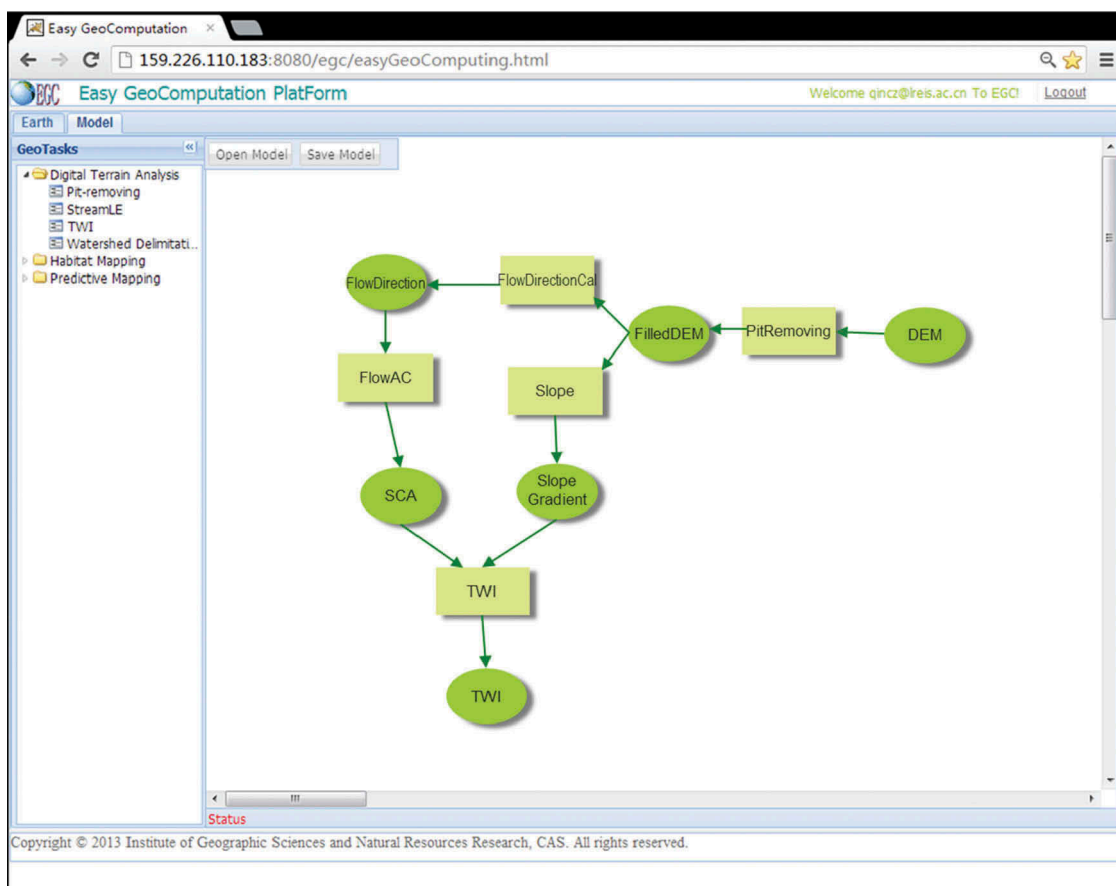 Easy GeoComputation
159.226.110.183:8080/egc/easyGeoComputing.html
EGC Easy GeoComputation PlatForm
Welcome qincz@lreis.ac.cn To EGC! Logout
Earth Model
GeoTasks
Open Model Save Model
Digital Terrain Analysis
Pit-removing
StreamLE
TWI
Watershed Delimitati...
Habitat Mapping
Predictive Mapping
FlowDirection
FlowDirectionCal
FilledDEM
PitRemoving
DEM
FlowAC
Slope
SCA
Slope
Gradient
TWI
TWI
Status
Copyright © 2013 Institute of Geographic Sciences and Natural Resources Research, CAS. All rights reserved.